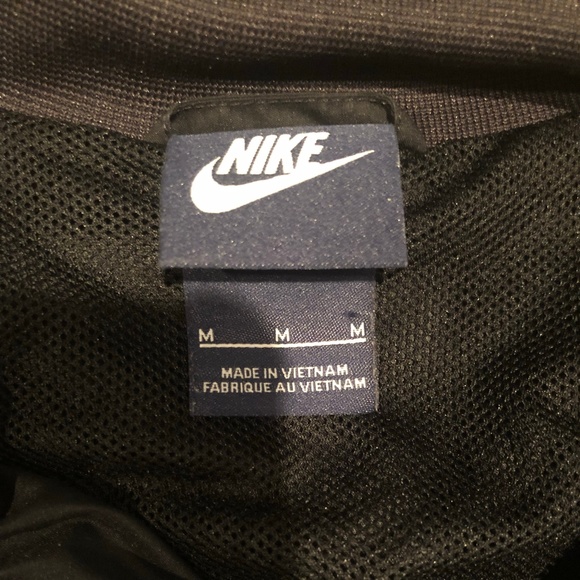 NIKE
M M M
MADE IN VIETNAM
FABRIQUE AU VIETNAM